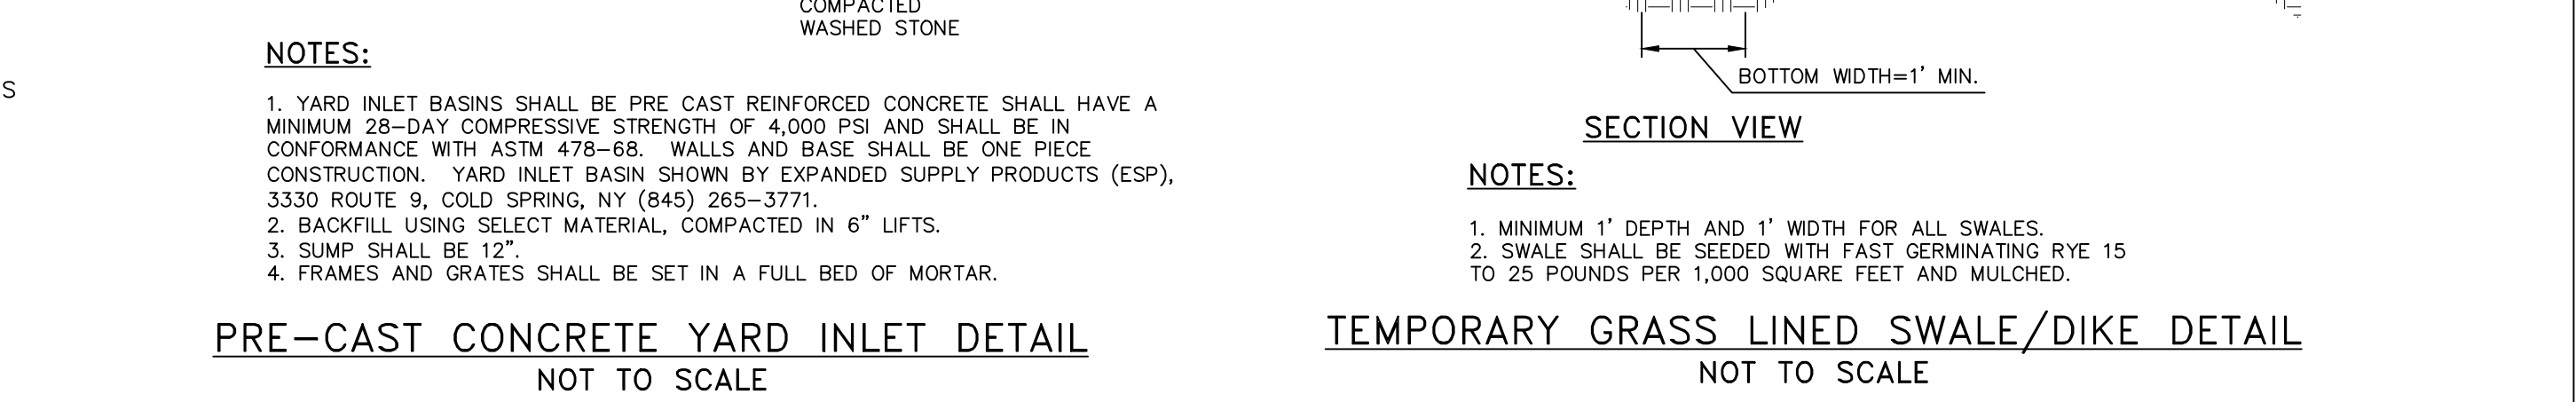 COMPACTED
WASHED STONE
NOTES:
S
1. YARD INLET BASINS SHALL BE PRE CAST REINFORCED CONCRETE SHALL HAVE A
MINIMUM 28-DAY COMPRESSIVE STRENGTH OF 4,000 PSI AND SHALL BE IN
CONFORMANCE WITH ASTM 478-68. WALLS AND BASE SHALL BE ONE PIECE
CONSTRUCTION. YARD INLET BASIN SHOWN BY EXPANDED SUPPLY PRODUCTS (ESP),
3330 ROUTE 9, COLD SPRING, NY (845) 265-3771.
2. BACKFILL USING SELECT MATERIAL, COMPACTED IN 6" LIFTS.
3. SUMP SHALL BE 12".
4. FRAMES AND GRATES SHALL BE SET IN A FULL BED OF MORTAR.
PRE-CAST CONCRETE YARD INLET DETAIL
NOT TO SCALE
BOTTOM WIDTH=1' MIN.
SECTION VIEW
NOTES:
1. MINIMUM 1' DEPTH AND 1' WIDTH FOR ALL SWALES.
2. SWALE SHALL BE SEEDED WITH FAST GERMINATING RYE 15
TO 25 POUNDS PER 1,000 SQUARE FEET AND MULCHED.
TEMPORARY GRASS LINED SWALE/DIKE DETAIL
NOT TO SCALE